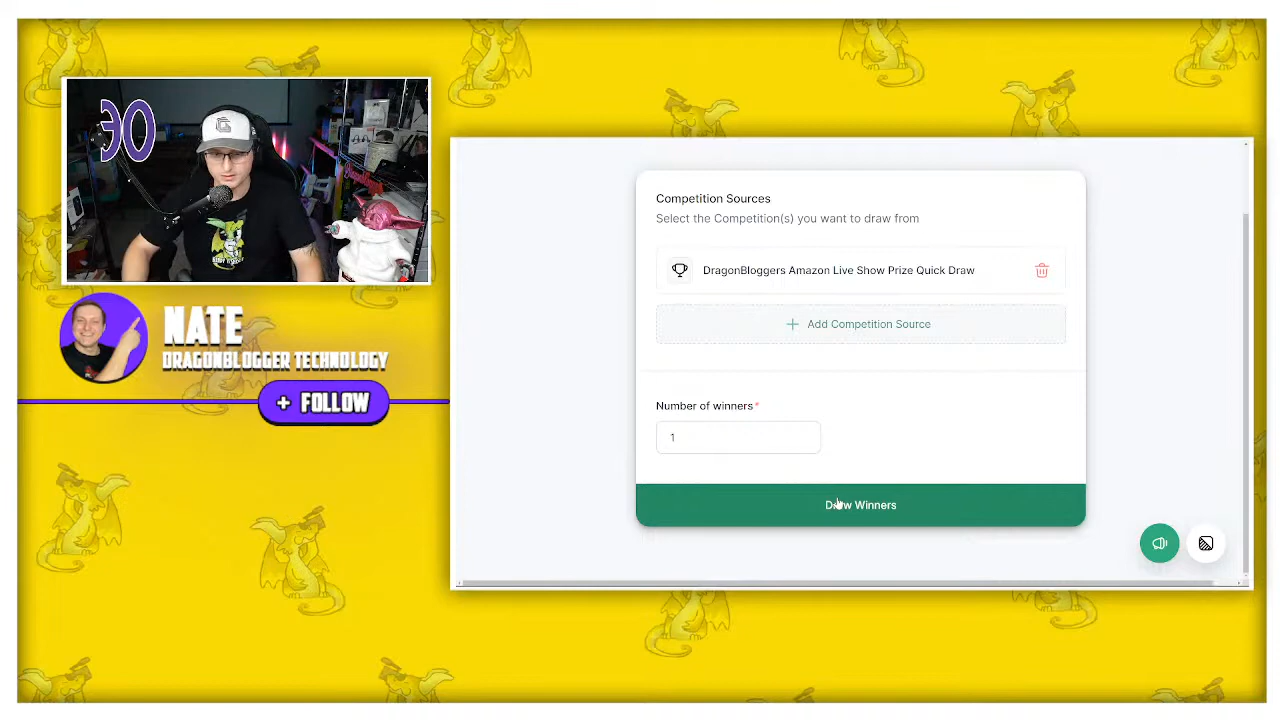 30
NATE
DRAGONBLOGGER TECHNOLOGY
+ FOLLOW
Competition Sources
Select the Competition(s) you want to draw from
DragonBloggers Amazon Live Show Prize Quick Draw
+ Add Competition Source
Number of winners*
1
Draw Winners